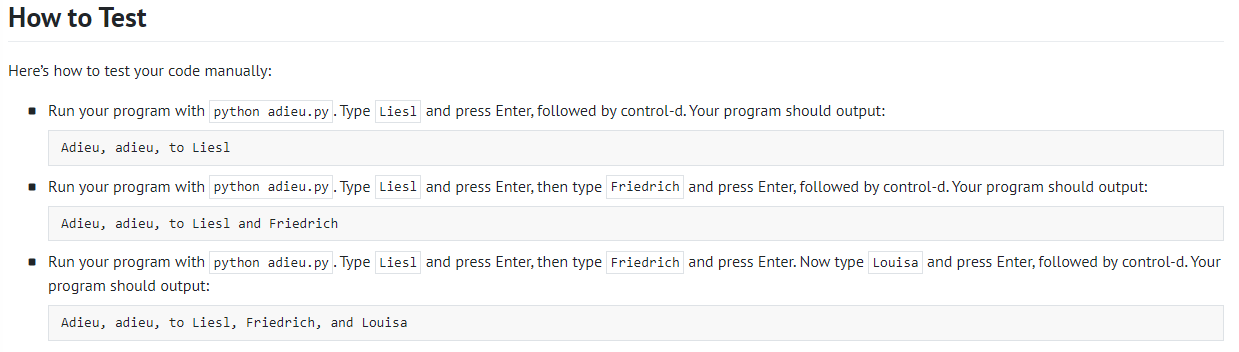 How to Test
Here’s how to test your code manually:
Run your program with python adieu.py. Type Liesl and press Enter, followed by control-d. Your program should output:
Adieu, adieu, to Liesl
Run your program with python adieu.py. Type Liesl and press Enter, then type Friedrich and press Enter, followed by control-d. Your program should output:
Adieu, adieu, to Liesl and Friedrich
Run your program with python adieu.py. Type Liesl and press Enter, then type Friedrich and press Enter. Now type Louisa and press Enter, followed by control-d. Your
program should output:
Adieu, adieu, to Liesl, Friedrich, and Louisa